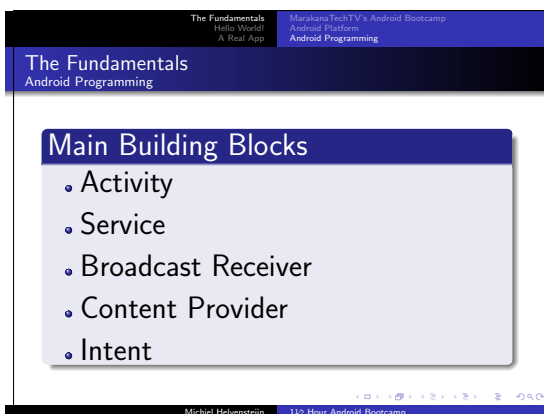 The Fundamentals
Hello World!
A Real App
MarakanaTechTV's Android Bootcamp
Android Platform
Android Programming
The Fundamentals
Android Programming
Main Building Blocks
Activity
Service
Broadcast Receiver
Content Provider
Intent
Michiel Helvensteijn
1½ Hour Android Bootcamp